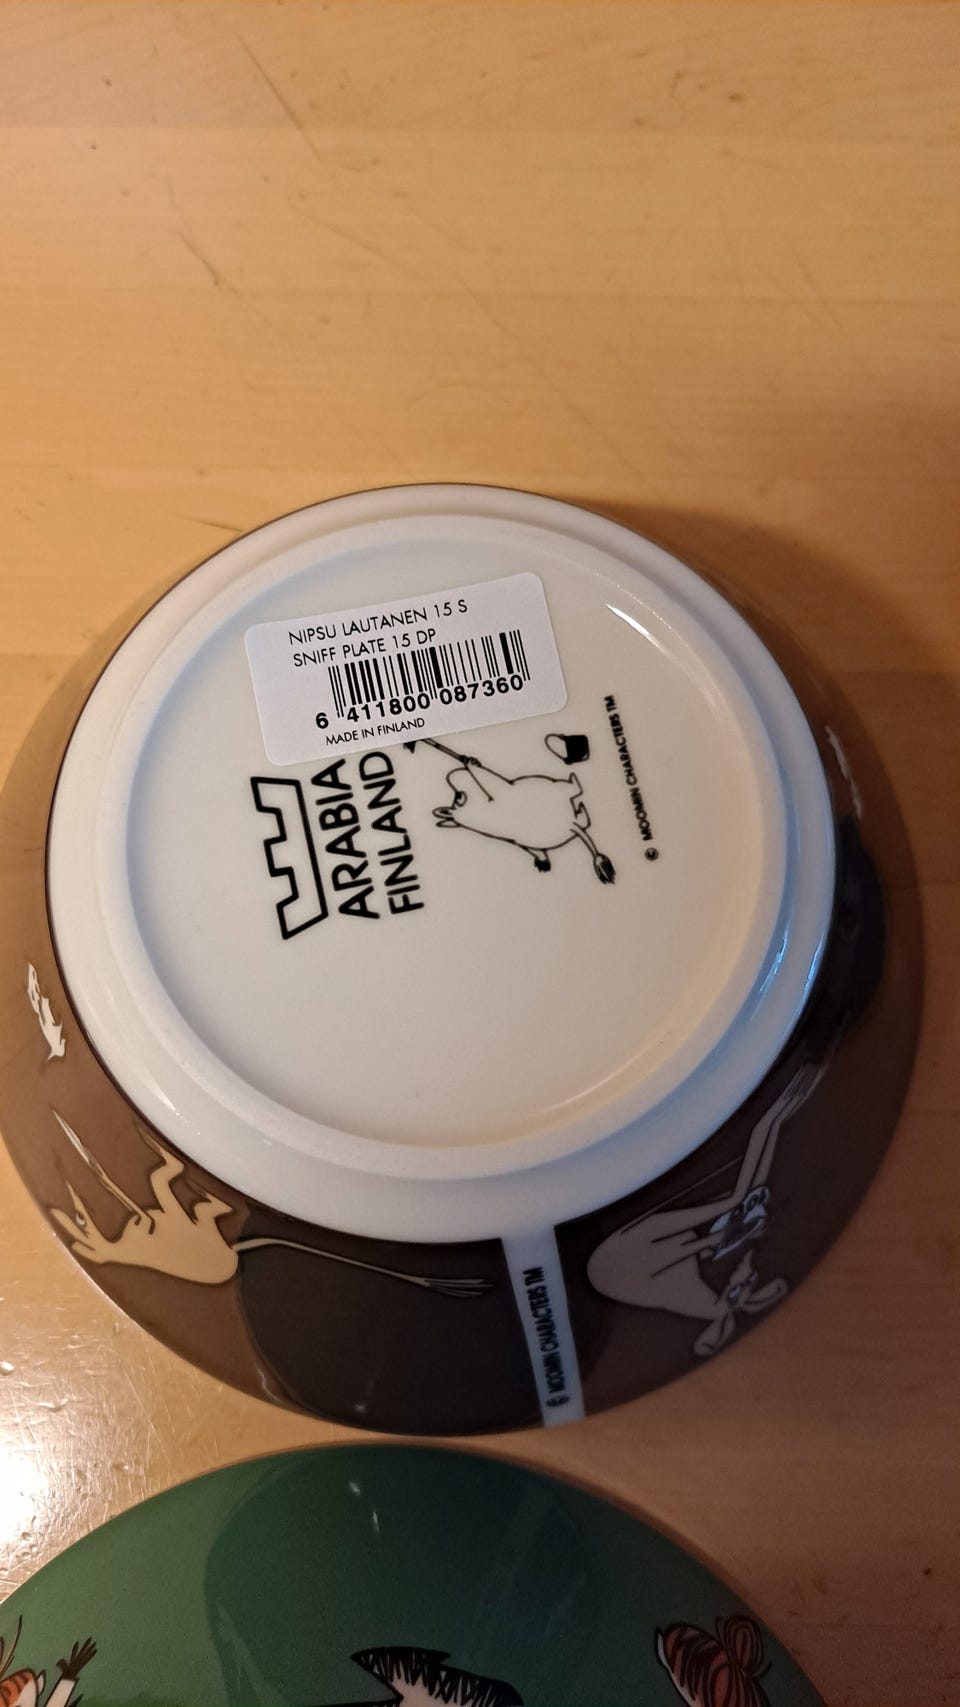 NIPSU LAUTANEN 15 S
SNIFF PLATE 15 DP
6 411800 087360
MADE IN FINLAND
ARABIA
FINLAND
© MOOMIN CHARACTERS TM
© MOOMIN CHARACTERS TM